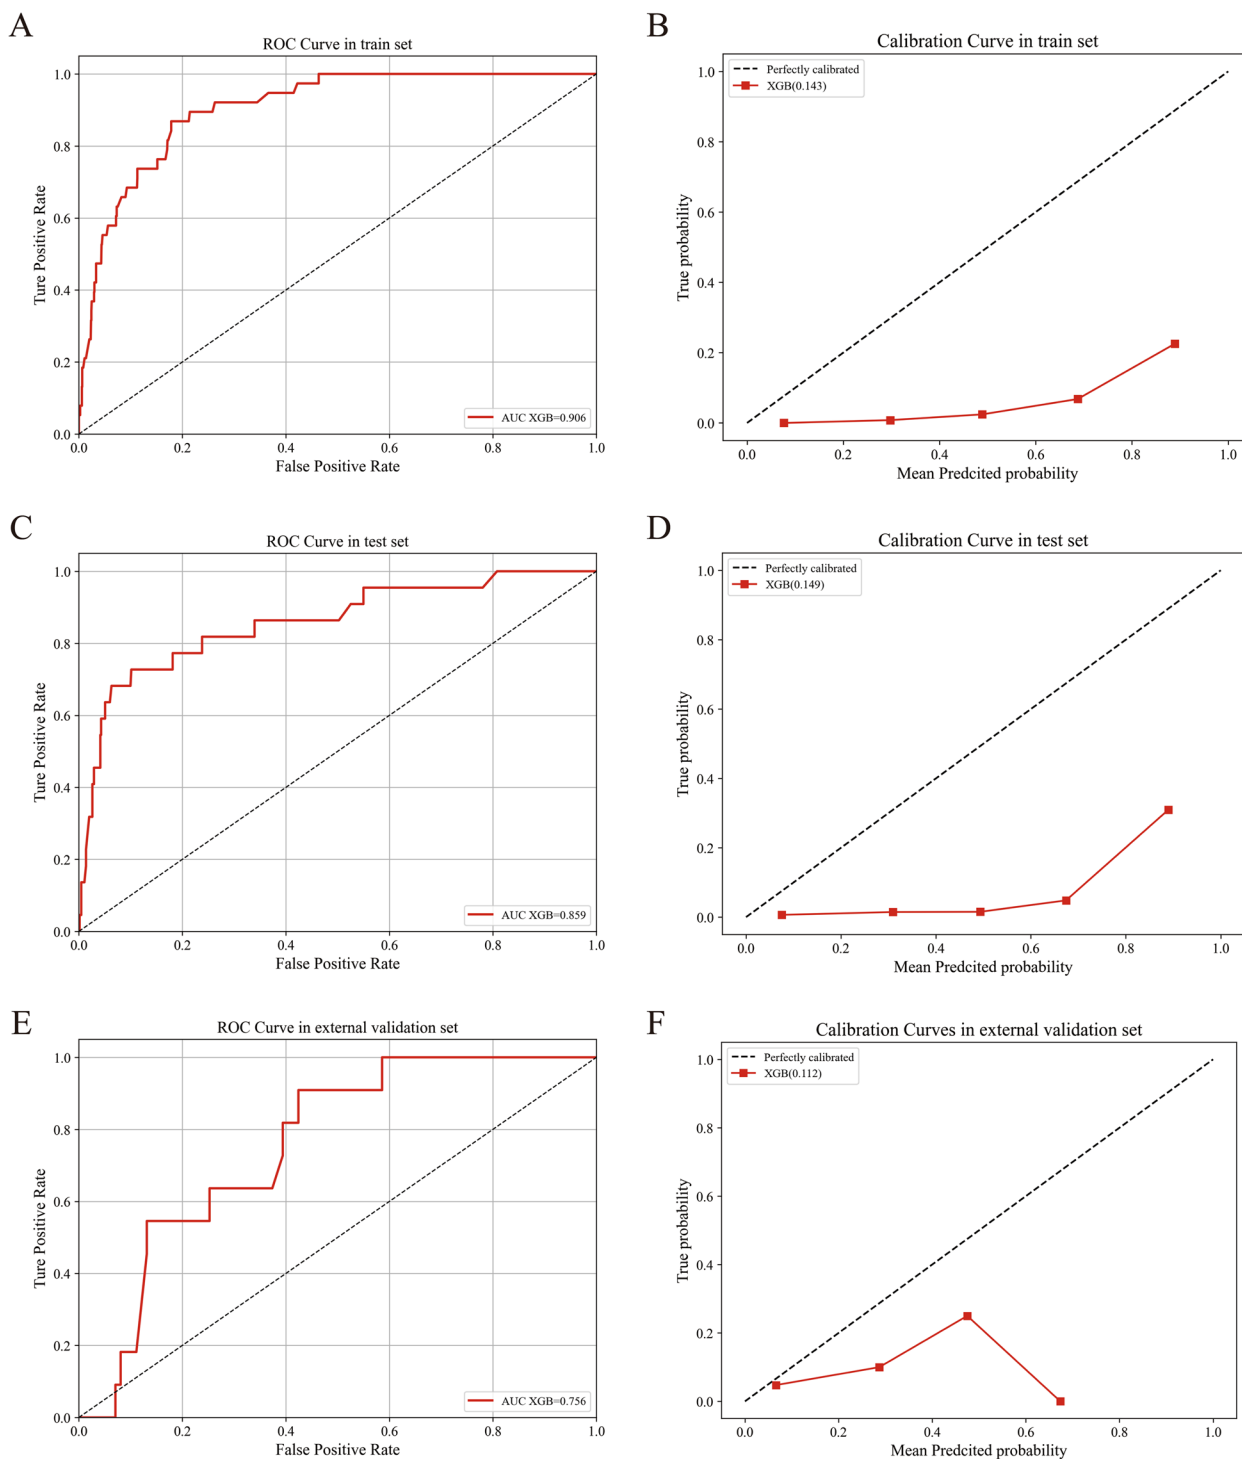 A
ROC Curve in train set
1.0
0.8
0.6
0.4
0.2
0.0
Ture Positive Rate
AUC XGB=0.906
0.0 0.2 0.4 0.6 0.8 1.0
False Positive Rate
B
Calibration Curve in train set
Perfectly calibrated
XGB(0.143)
1.0
0.8
0.6
0.4
0.2
0.0
True probability
0.0 0.2 0.4 0.6 0.8 1.0
Mean Predcited probability
C
ROC Curve in test set
1.0
0.8
0.6
0.4
0.2
0.0
Ture Positive Rate
AUC XGB=0.859
0.0 0.2 0.4 0.6 0.8 1.0
False Positive Rate
D
Calibration Curve in test set
Perfectly calibrated
XGB(0.149)
1.0
0.8
0.6
0.4
0.2
0.0
True probability
0.0 0.2 0.4 0.6 0.8 1.0
Mean Predcited probability
E
ROC Curve in external validation set
1.0
0.8
0.6
0.4
0.2
0.0
Ture Positive Rate
AUC XGB=0.756
0.0 0.2 0.4 0.6 0.8 1.0
False Positive Rate
F
Calibration Curves in external validation set
Perfectly calibrated
XGB(0.112)
1.0
0.8
0.6
0.4
0.2
0.0
True probability
0.0 0.2 0.4 0.6 0.8 1.0
Mean Predcited probability